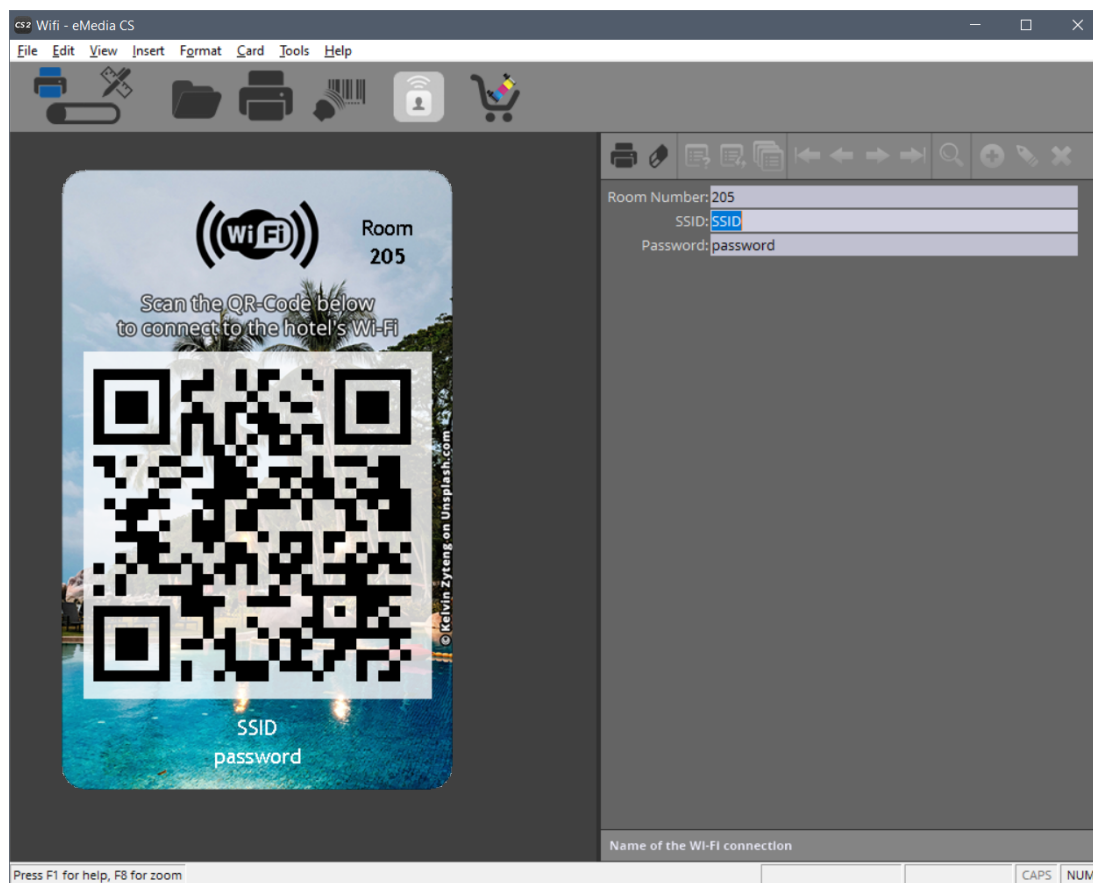 CS2 Wifi - eMedia CS
File Edit View Insert Format Card Tools Help
WiFi
Room
205
Scan the QR-Code below
to connect to the hotel's Wi-Fi
© Kelvin Zyteng on Unsplash.com
SSID
password
Room Number: 205
SSID: SSID
Password: password
Name of the WI-FI connection
Press F1 for help, F8 for zoom
CAPS NUM